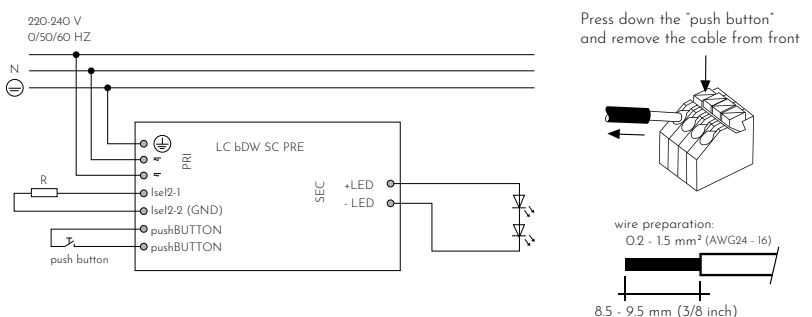 220-240 V
0/50/60 HZ
N
LC bDW SC PRE
PRI
SEC
R
Isel2-1
Isel2-2 (GND)
pushBUTTON
pushBUTTON
push button
+LED
- LED
Press down the "push button"
and remove the cable from front
wire preparation:
0.2 - 1.5 mm² (AWG24 - 16)
8.5 - 9.5 mm (3/8 inch)